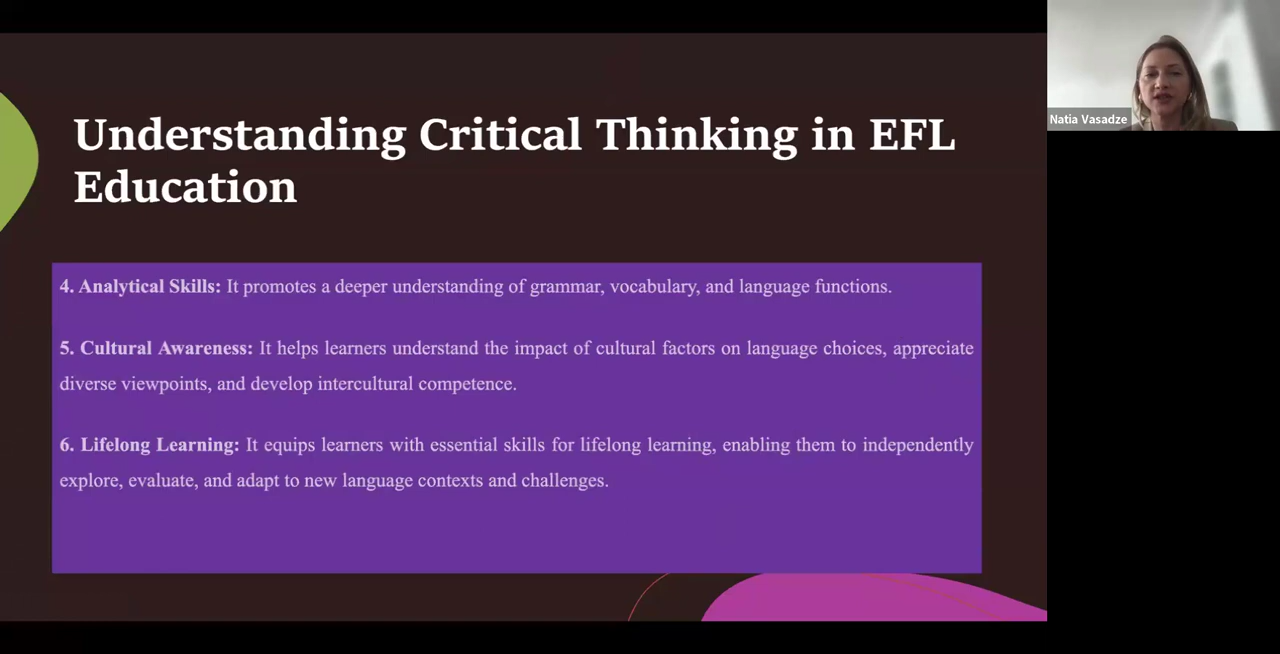 Understanding Critical Thinking in EFL
Education
4. Analytical Skills: It promotes a deeper understanding of grammar, vocabulary, and language functions.
5. Cultural Awareness: It helps learners understand the impact of cultural factors on language choices, appreciate
diverse viewpoints, and develop intercultural competence.
6. Lifelong Learning: It equips learners with essential skills for lifelong learning, enabling them to independently
explore, evaluate, and adapt to new language contexts and challenges.
Natia Vasadze